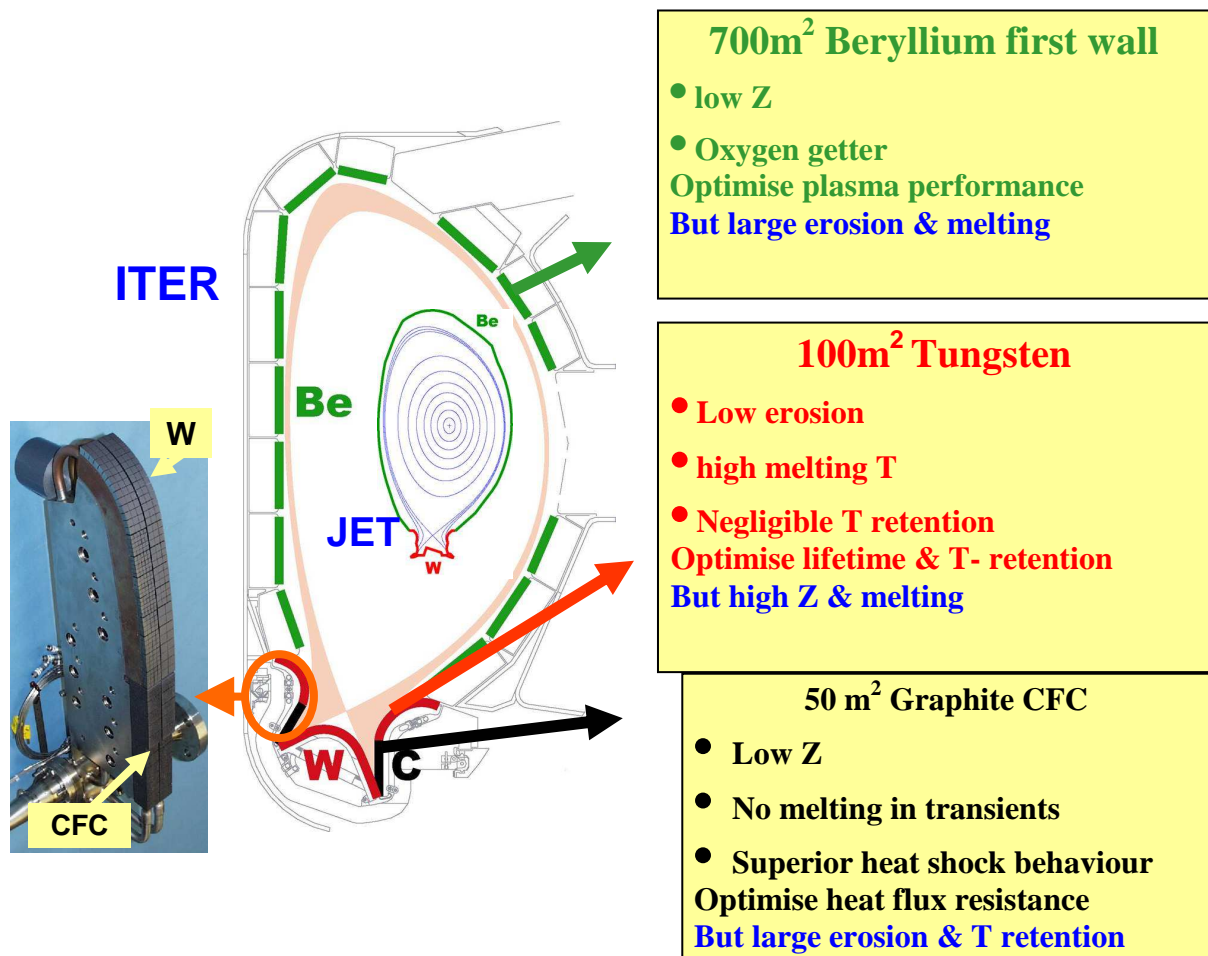 700m² Beryllium first wall
• low Z
• Oxygen getter
Optimise plasma performance
But large erosion & melting
ITER
Be
Be
JET
W
W
CFC
W
C
100m² Tungsten
• Low erosion
• high melting T
• Negligible T retention
Optimise lifetime & T- retention
But high Z & melting
50 m² Graphite CFC
• Low Z
• No melting in transients
• Superior heat shock behaviour
Optimise heat flux resistance
But large erosion & T retention